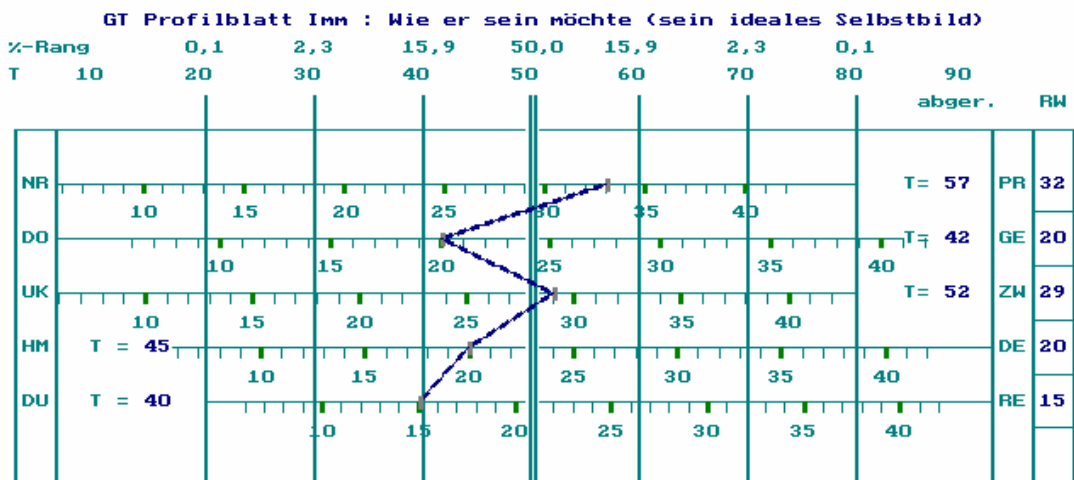 GT Profilblatt Imm : Wie er sein möchte (sein ideales Selbstbild)
%-Rang 0,1 2,3 15,9 50,0 15,9 2,3 0,1
T 10 20 30 40 50 60 70 80 90
abger. RW
NR T= 57 PR 32
10 15 20 25 30 35 40
DO T= 42 GE 20
10 15 20 25 30 35 40
UK T= 52 ZW 29
10 15 20 25 30 35 40
HM T = 45 DE 20
10 15 20 25 30 35 40
DU T = 40 RE 15
10 15 20 25 30 35 40